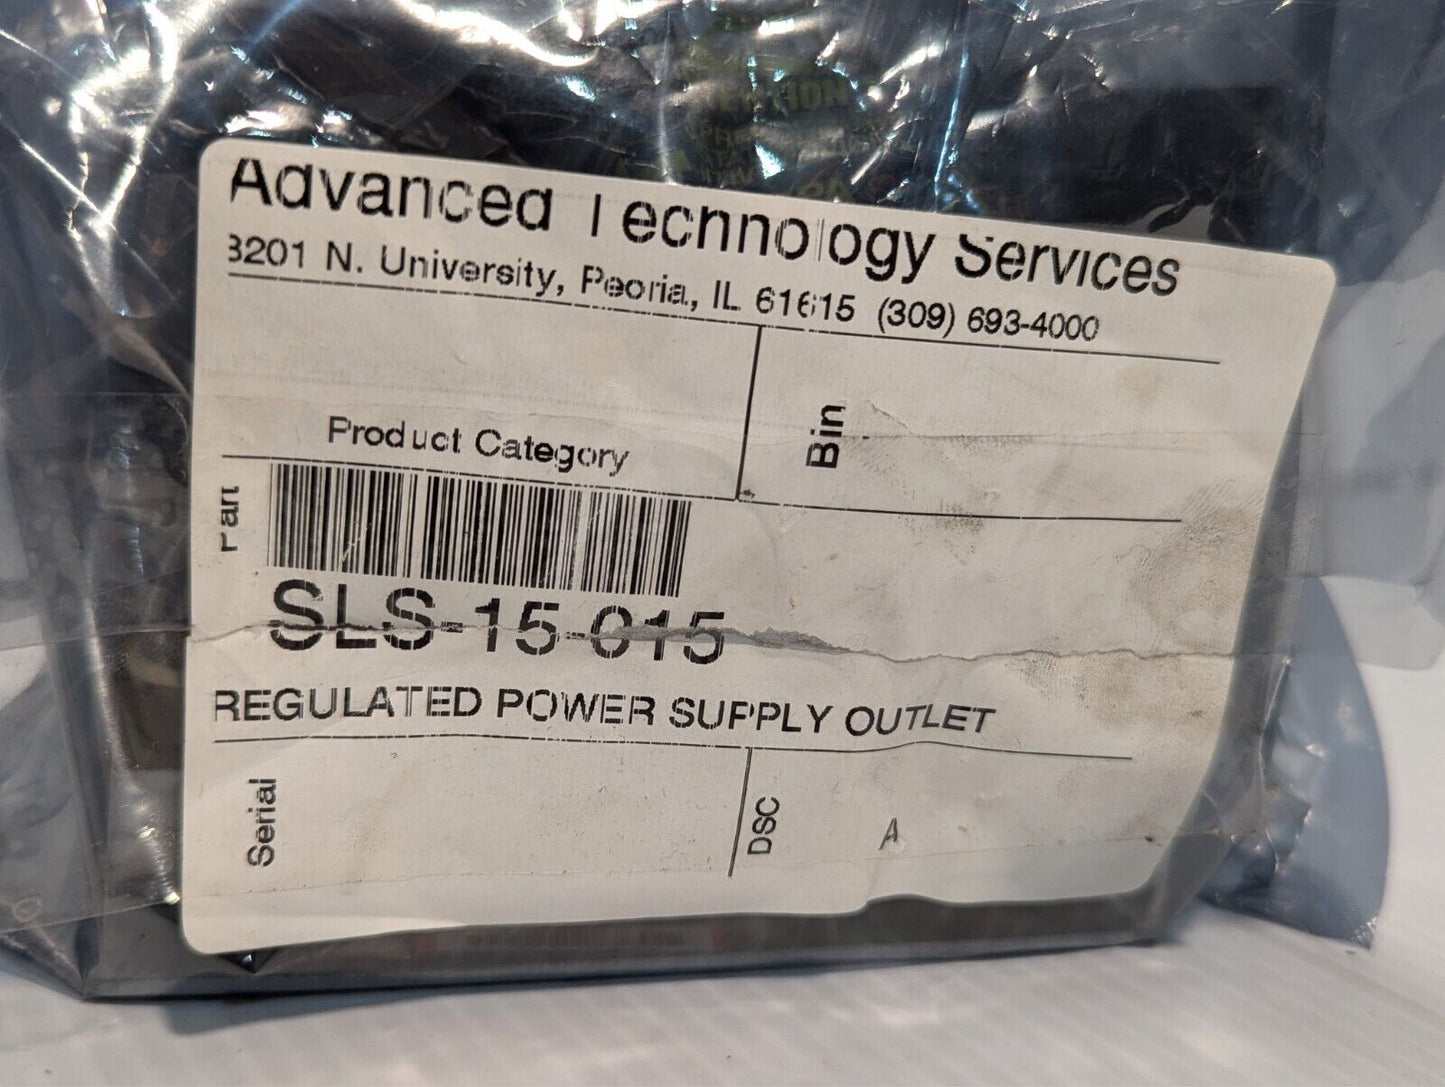 Advanced Technology Services
8201 N. University, Peoria, IL 61615 (309) 693-4000
Product Category
Bin
Part
SLS-15-015
REGULATED POWER SUPPLY OUTLET
Serial
DSC
A